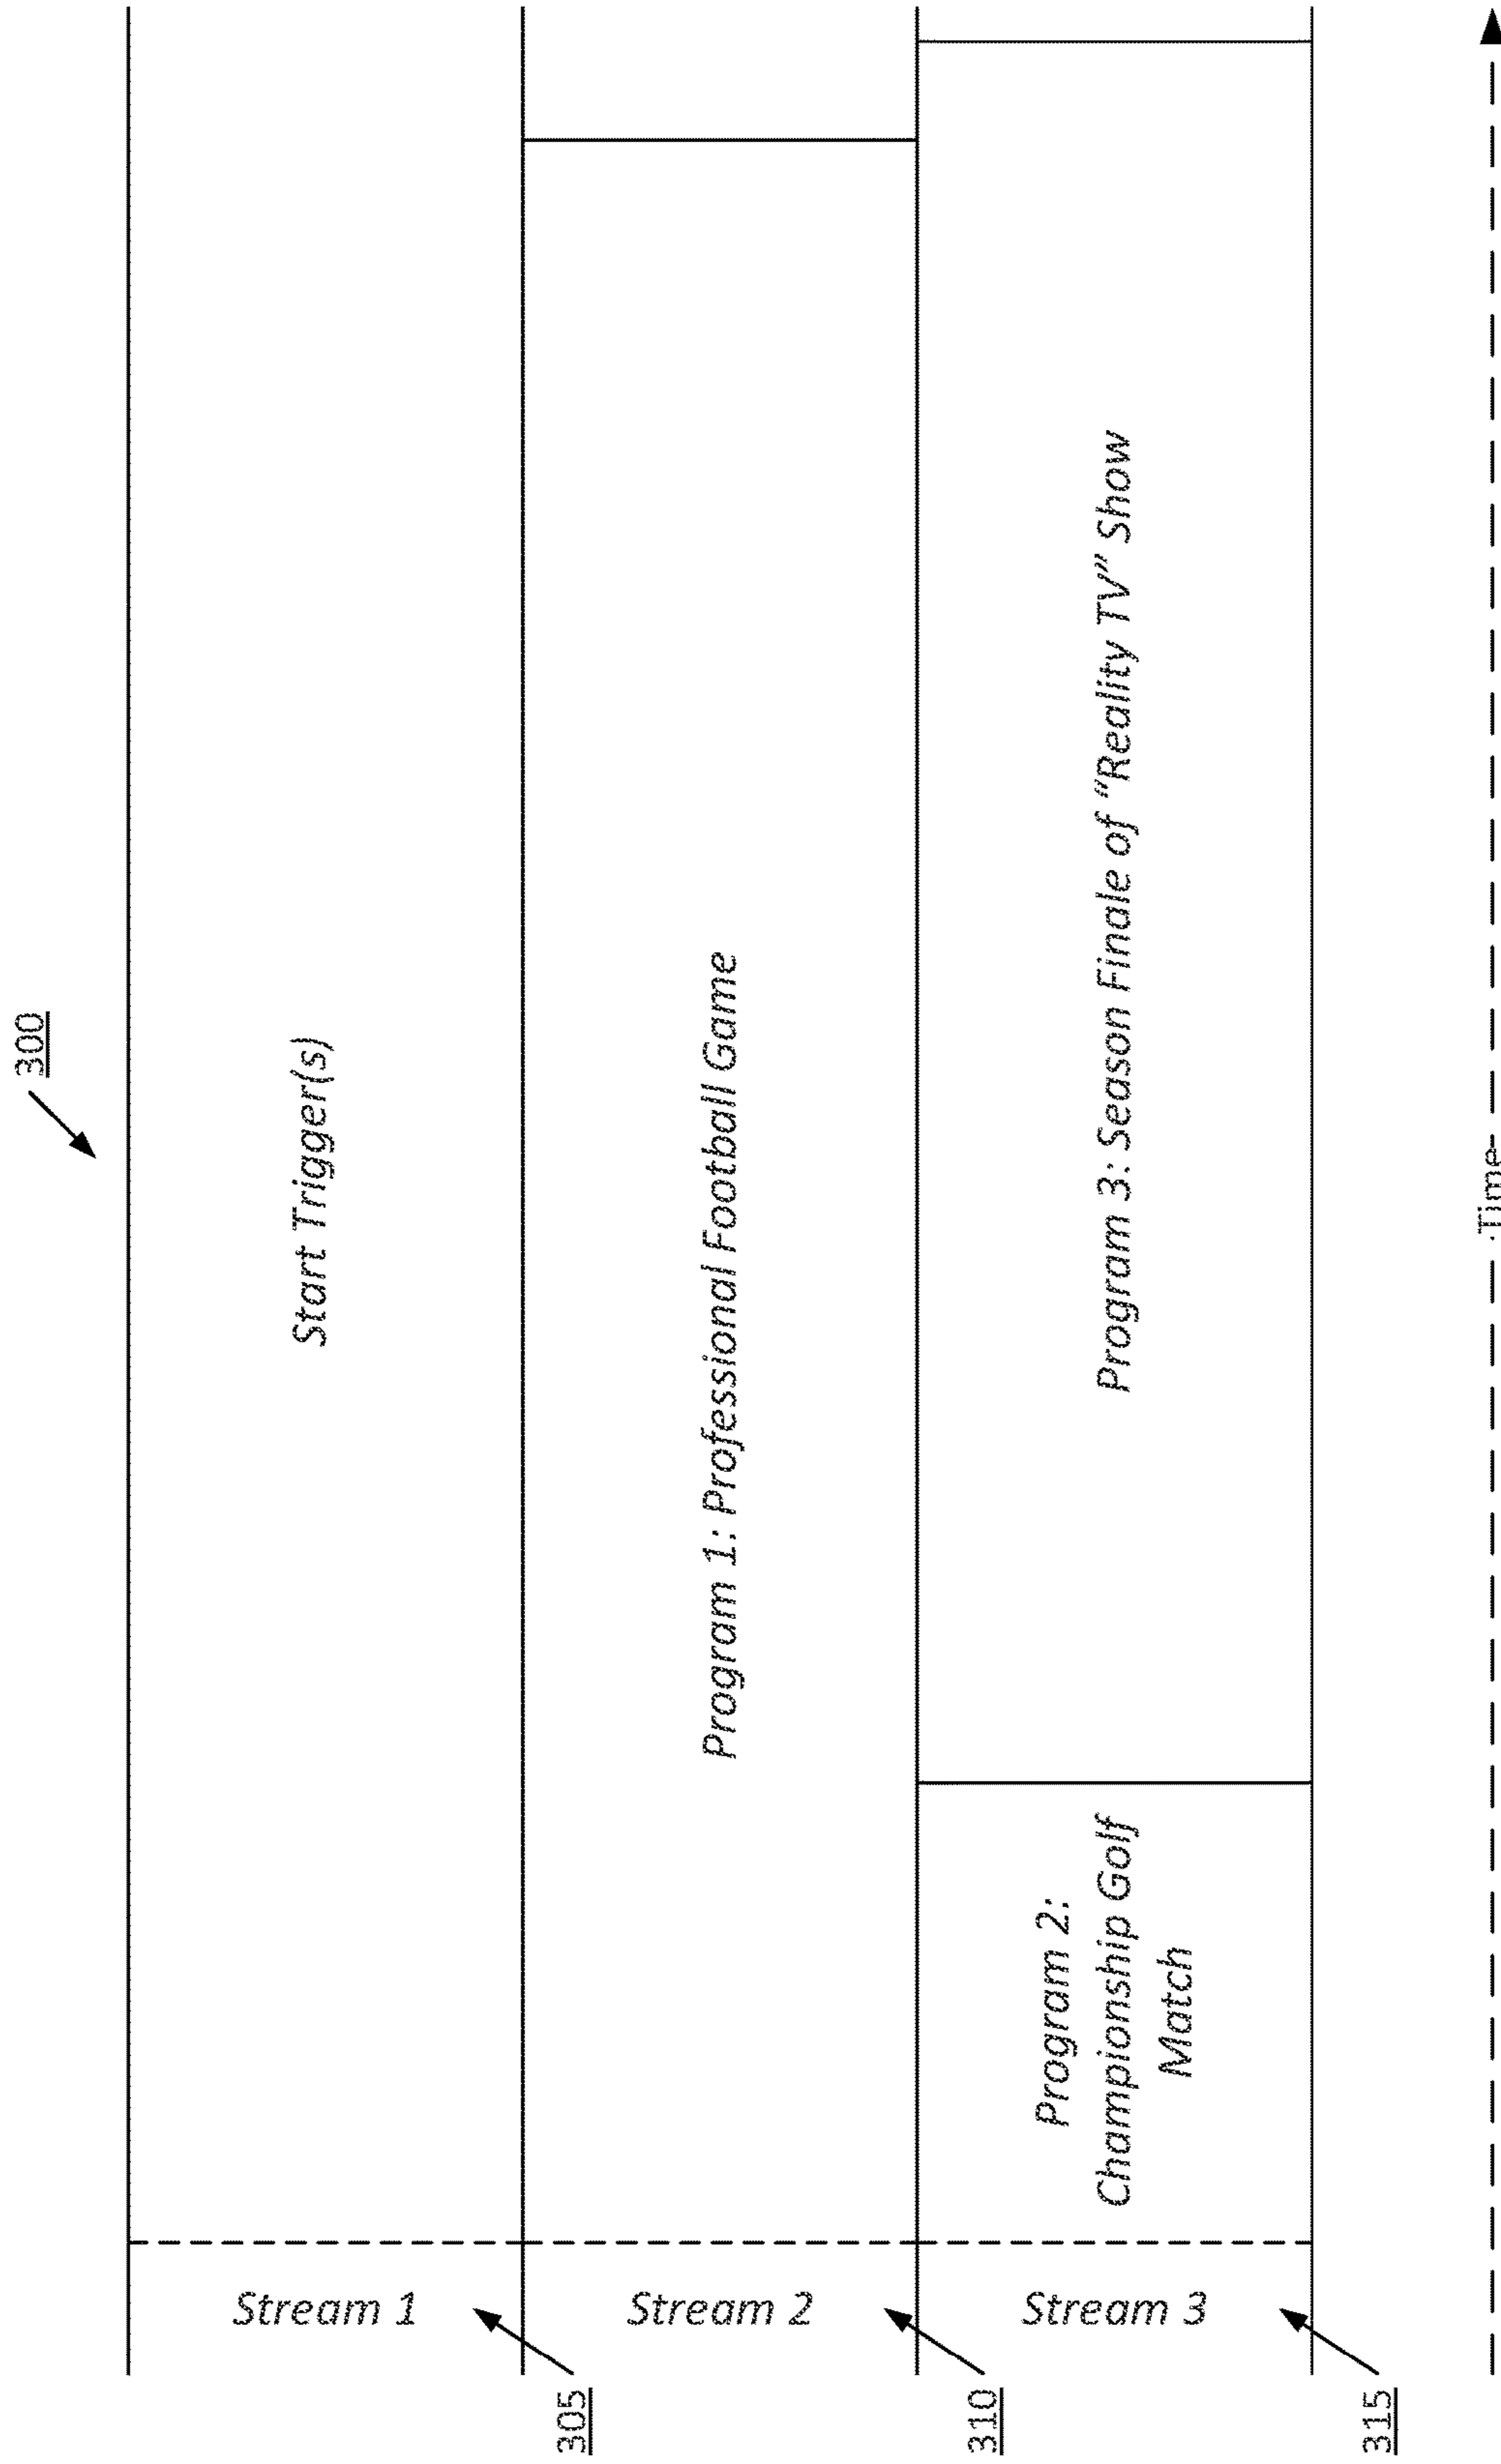 300
Stream 1
Start Trigger(s)
305
Stream 2
Program 1: Professional Football Game
310
Stream 3
Program 2:
Championship Golf
Match
Program 3: Season Finale of "Reality TV" Show
315
Time